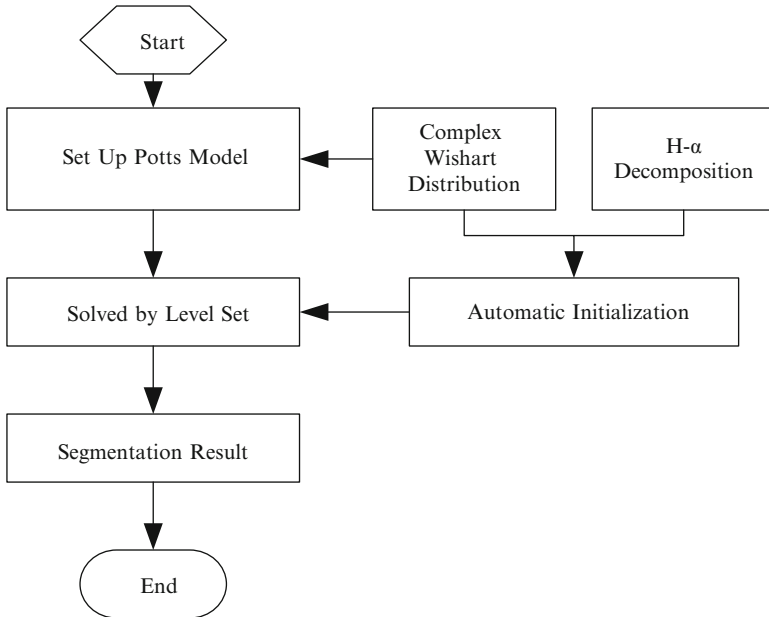 Start
Set Up Potts Model
Complex
Wishart
Distribution
H-α
Decomposition
Solved by Level Set
Automatic Initialization
Segmentation Result
End